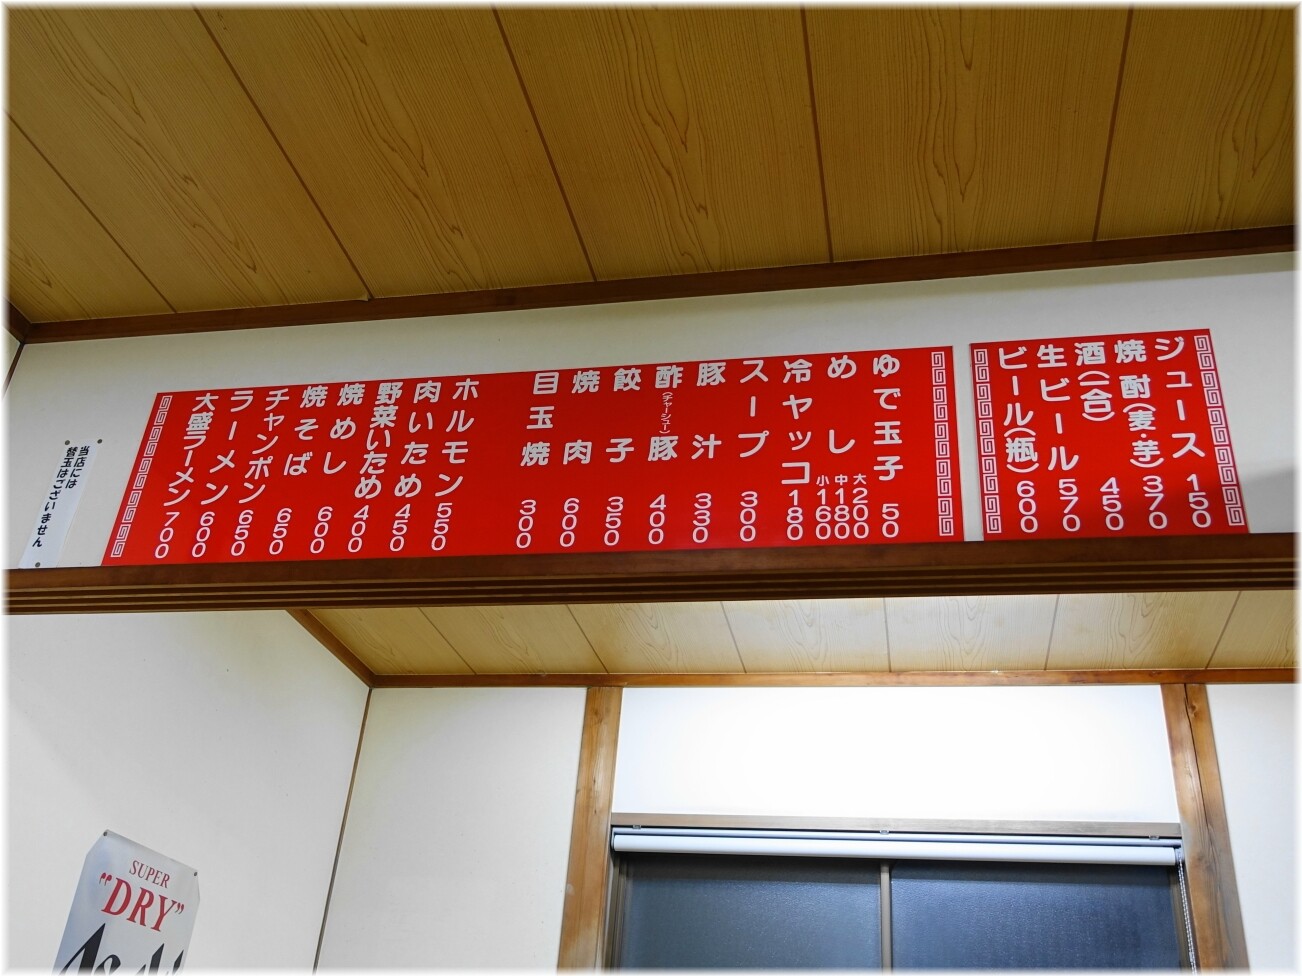 ジュース 150
焼酎(麦・芋) 370
酒(一合) 450
生ビール 570
ビール(瓶) 600
ゆで玉子 50
めし 大200 中180 小160
冷ヤッコ 180
スープ 300
豚汁 330
酢豚(チャーシュー) 400
餃子 350
焼肉 600
目玉焼 300
ホルモン 550
肉いため 450
野菜いため 400
焼めし 600
焼そば 650
チャンポン 650
ラーメン 600
大盛ラーメン 700
当店には
替玉はございません
SUPER
"DRY"
Asahi